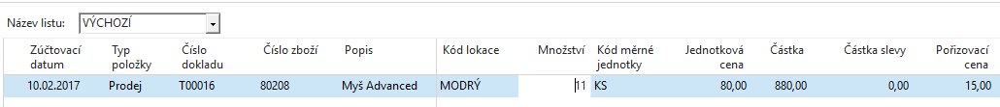 Název listu: VÝCHOZÍ
Zúčtovací datum Typ položky Číslo dokladu Číslo zboží Popis Kód lokace Množství Kód měrné jednotky Jednotková cena Částka Částka slevy Pořizovací cena
10.02.2017 Prodej T00016 80208 Myš Advanced MODRÝ 11 KS 80,00 880,00 0,00 15,00